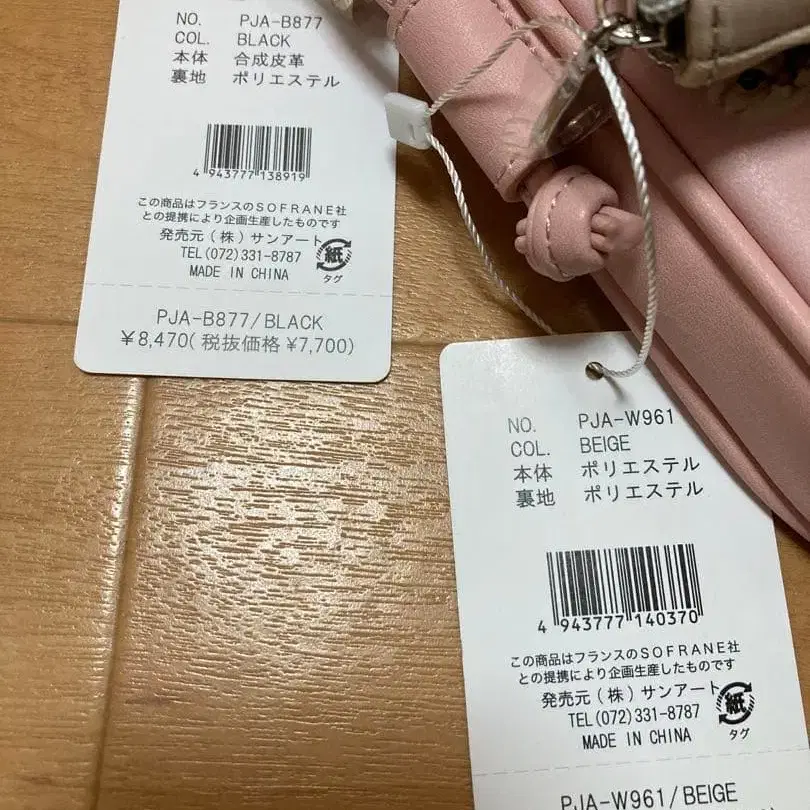 NO. PJA-B877
COL. BLACK
本体 合成皮革
裏地 ポリエステル
4 943777 138919
この商品はフランスのSOFRANE社
との提携により企画生産したものです
発売元(株)サンアート
TEL(072)331-8787
MADE IN CHINA
紙
タグ
PJA-B877/BLACK
¥8,470(税抜価格 ¥7,700)
NO. PJA-W961
COL. BEIGE
本体 ポリエステル
裏地 ポリエステル
4 943777 140370
この商品はフランスのSOFRANE社
との提携により企画生産したものです
発売元(株)サンアート
TEL(072)331-8787
MADE IN CHINA
紙
タグ
PJA-W961/BEIGE